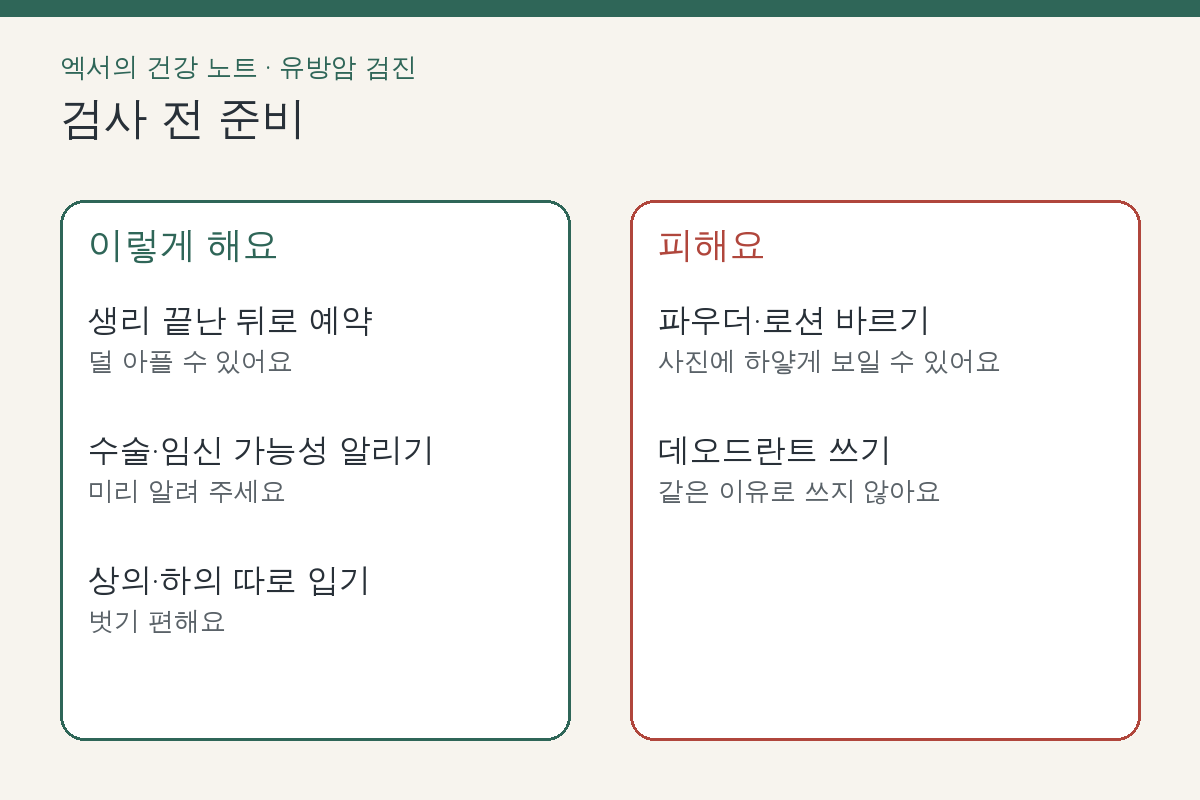 엑서의 건강 노트 · 유방암 검진
검사 전 준비
이렇게 해요
생리 끝난 뒤로 예약
덜 아플 수 있어요
수술·임신 가능성 알리기
미리 알려 주세요
상의·하의 따로 입기
벗기 편해요
피해요
파우더·로션 바르기
사진에 하얗게 보일 수 있어요
데오드란트 쓰기
같은 이유로 쓰지 않아요